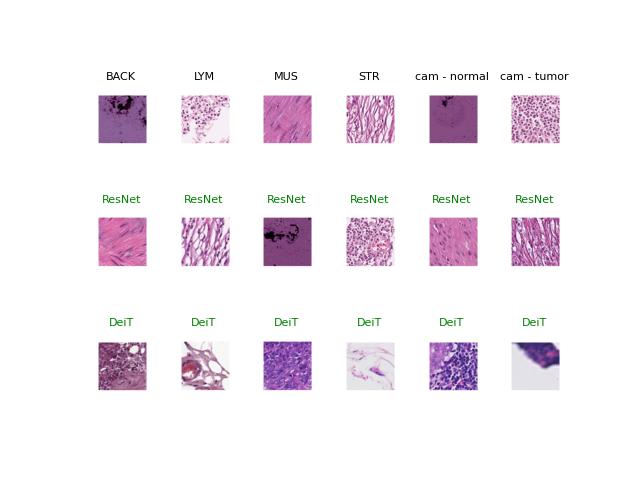 BACK LYM MUS STR cam - normal cam - tumor
ResNet ResNet ResNet ResNet ResNet ResNet
DeiT DeiT DeiT DeiT DeiT DeiT